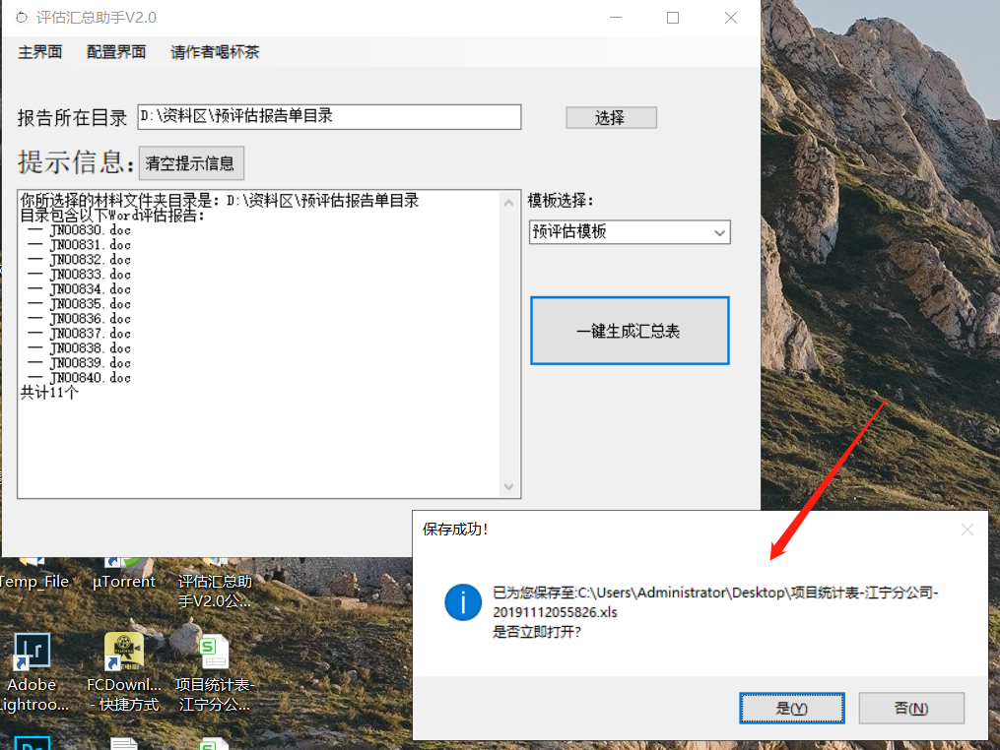 评估汇总助手V2.0
主界面 配置界面 请作者喝杯茶
报告所在目录 D:\资料区\预评估报告单目录 选择
提示信息: 清空提示信息
你所选择的材料文件夹目录是: D:\资料区\预评估报告单目录
目录包含以下Word评估报告:
— JN00830.doc
— JN00831.doc
— JN00832.doc
— JN00833.doc
— JN00834.doc
— JN00835.doc
— JN00836.doc
— JN00837.doc
— JN00838.doc
— JN00839.doc
— JN00840.doc
共计11个
模板选择:
预评估模板
一键生成汇总表
保存成功!
已为您保存至:C:\Users\Administrator\Desktop\项目统计表-江宁分公司-
20191112055826.xls
是否立即打开?
是(Y) 否(N)
Temp_File
µTorrent
评估汇总助
手V2.0公...
Lr
Adobe
Lightroo...
FCDownl...
- 快捷方式
S
项目统计表-
江宁分公...